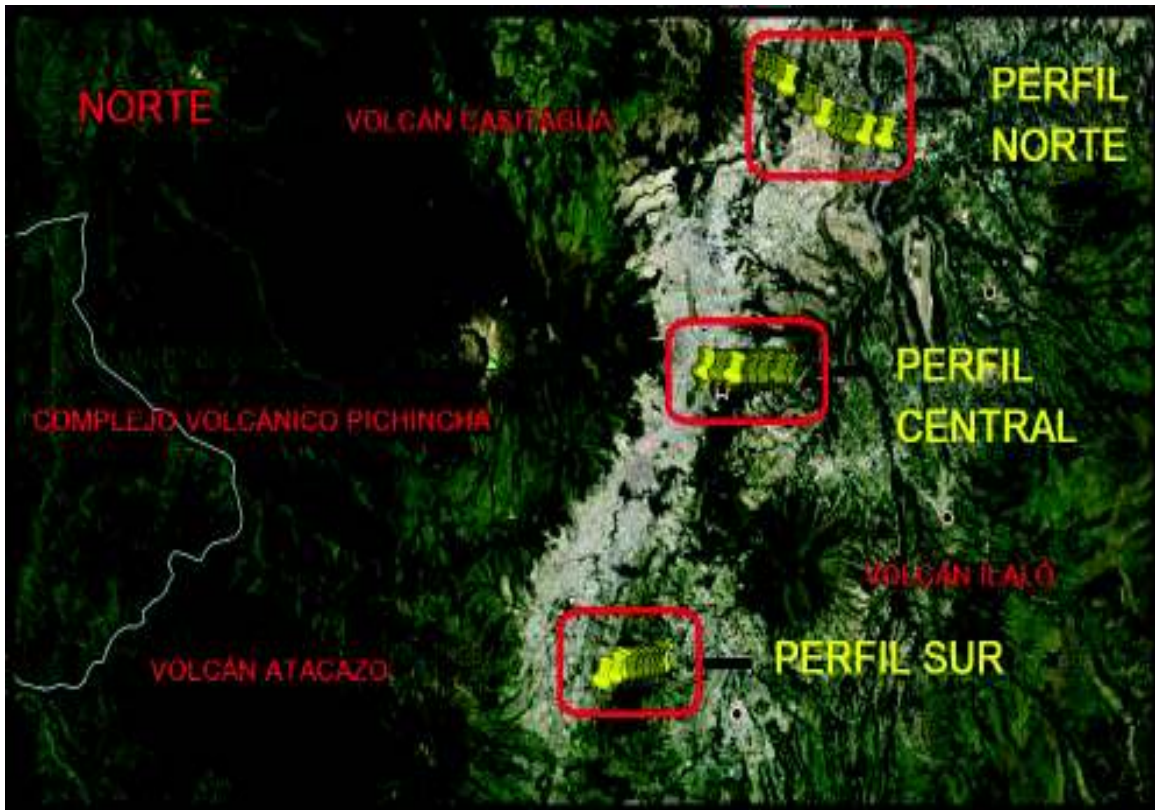 NORTE
VOLCÁN CASITAGUA
PERFIL
NORTE
PERFIL
CENTRAL
COMPLEJO VOLCÁNICO PICHINCHA
VOLCÁN ILALÓ
VOLCÁN ATACAZO
PERFIL SUR